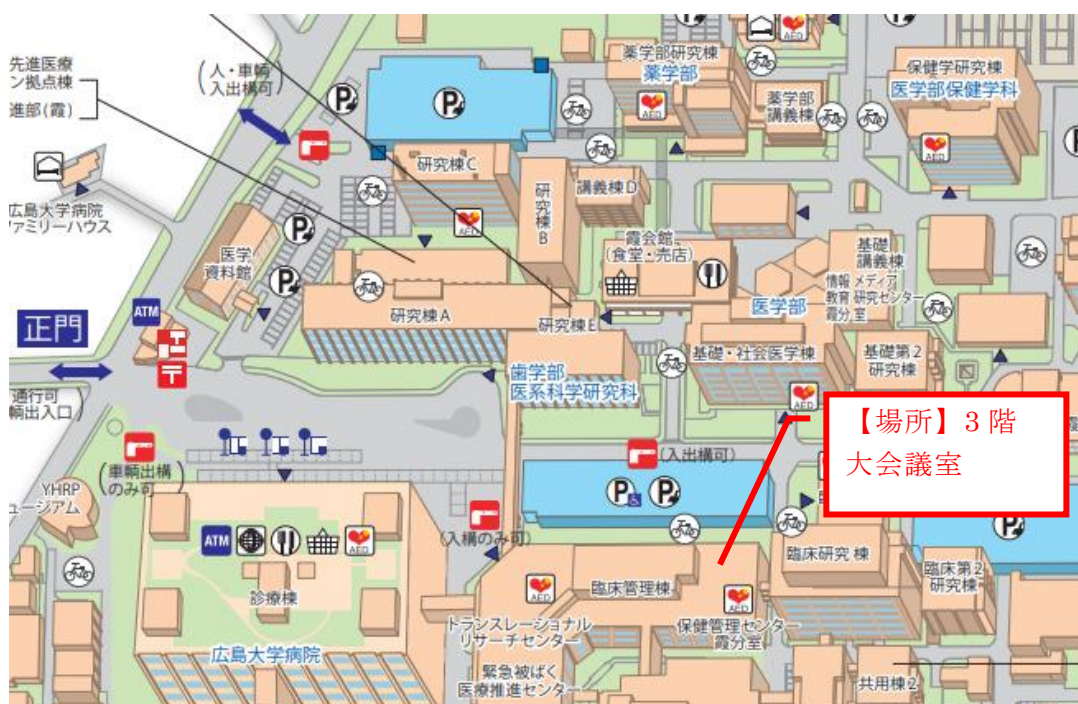 先進医療
ン拠点棟
進部(霞)
(人・車輌
入出構可)
薬学部研究棟
薬学部
薬学部
講義棟
保健学研究棟
医学部保健学科
AED
AED
AED
AED
研究棟C
研究棟B
講義棟D
広島大学病院
ファミリーハウス
医学
資料館
霞会館
(食堂・売店)
基礎
講義棟
情報メディア
教育研究センター
霞分室
医学部
正門
ATM
研究棟A
研究棟E
基礎・社会医学棟
基礎第2
研究棟
歯学部
医系科学研究科
AED
通行可
輌出入口)
【場所】3階
大会議室
(車輌出構
のみ可)
(入出構可)
YHRP
ュージアム
(入構のみ可)
ATM
AED
診療棟
広島大学病院
AED
臨床管理棟
AED
臨床研究棟
臨床第2
研究棟
トランスレーショナル
リサーチセンター
保健管理センター
霞分室
緊急被ばく
医療推進センター
共用棟2